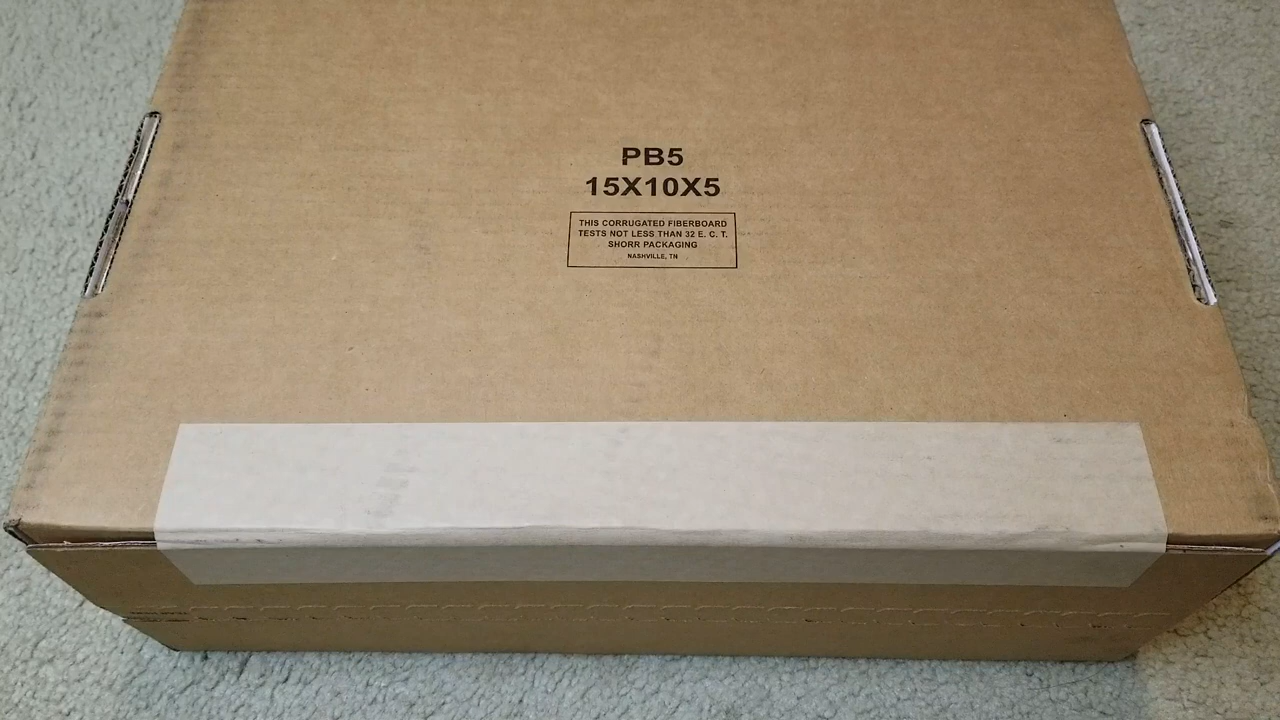 PB5
15X10X5
THIS CORRUGATED FIBERBOARD
TESTS NOT LESS THAN 32 E. C. T.
SHORR PACKAGING
NASHVILLE, TN